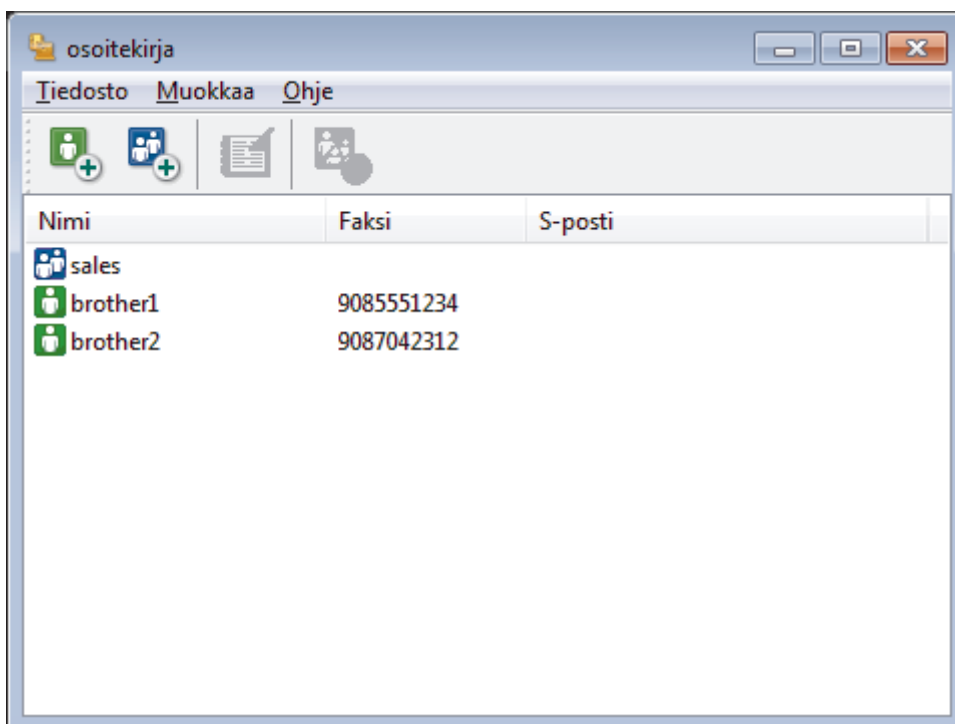 osoitekirja
Tiedosto Muokkaa Ohje
Nimi Faksi S-posti
sales
brother1 9085551234
brother2 9087042312